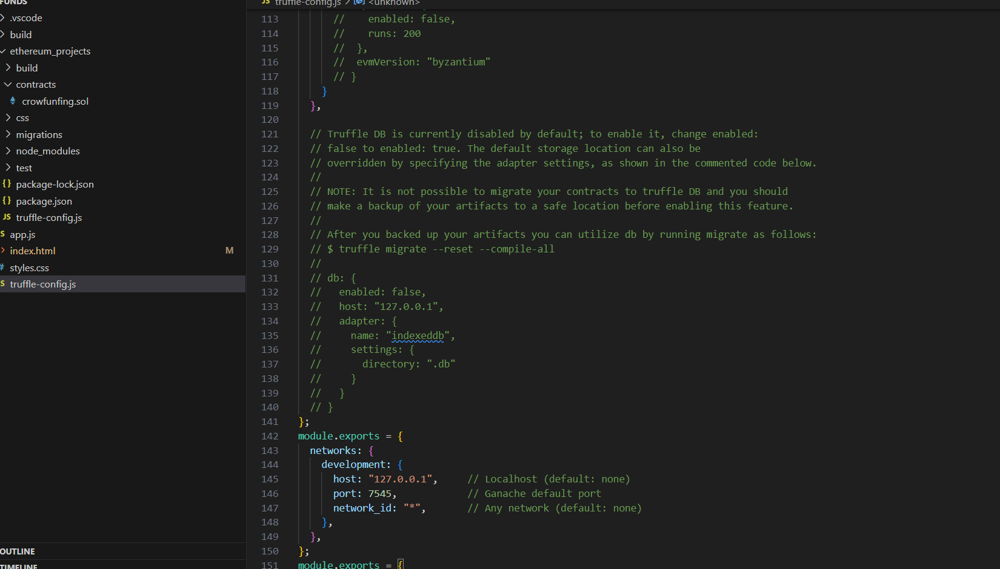 FUNDS
.vscode
build
ethereum_projects
build
contracts
crowfunfing.sol
css
migrations
node_modules
test
{} package-lock.json
{} package.json
JS truffle-config.js
S app.js
> index.html M
# styles.css
S truffle-config.js
OUTLINE
TIMELINE
JS truffle-config.js > <unknown>
113 // enabled: false,
114 // runs: 200
115 // },
116 // evmVersion: "byzantium"
117 // }
118 }
119 },
120
121 // Truffle DB is currently disabled by default; to enable it, change enabled:
122 // false to enabled: true. The default storage location can also be
123 // overridden by specifying the adapter settings, as shown in the commented code below.
124 //
125 // NOTE: It is not possible to migrate your contracts to truffle DB and you should
126 // make a backup of your artifacts to a safe location before enabling this feature.
127 //
128 // After you backed up your artifacts you can utilize db by running migrate as follows:
129 // $ truffle migrate --reset --compile-all
130 //
131 // db: {
132 // enabled: false,
133 // host: "127.0.0.1",
134 // adapter: {
135 // name: "indexeddb",
136 // settings: {
137 // directory: ".db"
138 // }
139 // }
140 // }
141 };
142 module.exports = {
143 networks: {
144 development: {
145 host: "127.0.0.1", // Localhost (default: none)
146 port: 7545, // Ganache default port
147 network_id: "*", // Any network (default: none)
148 },
149 },
150 };
151 module.exports = {